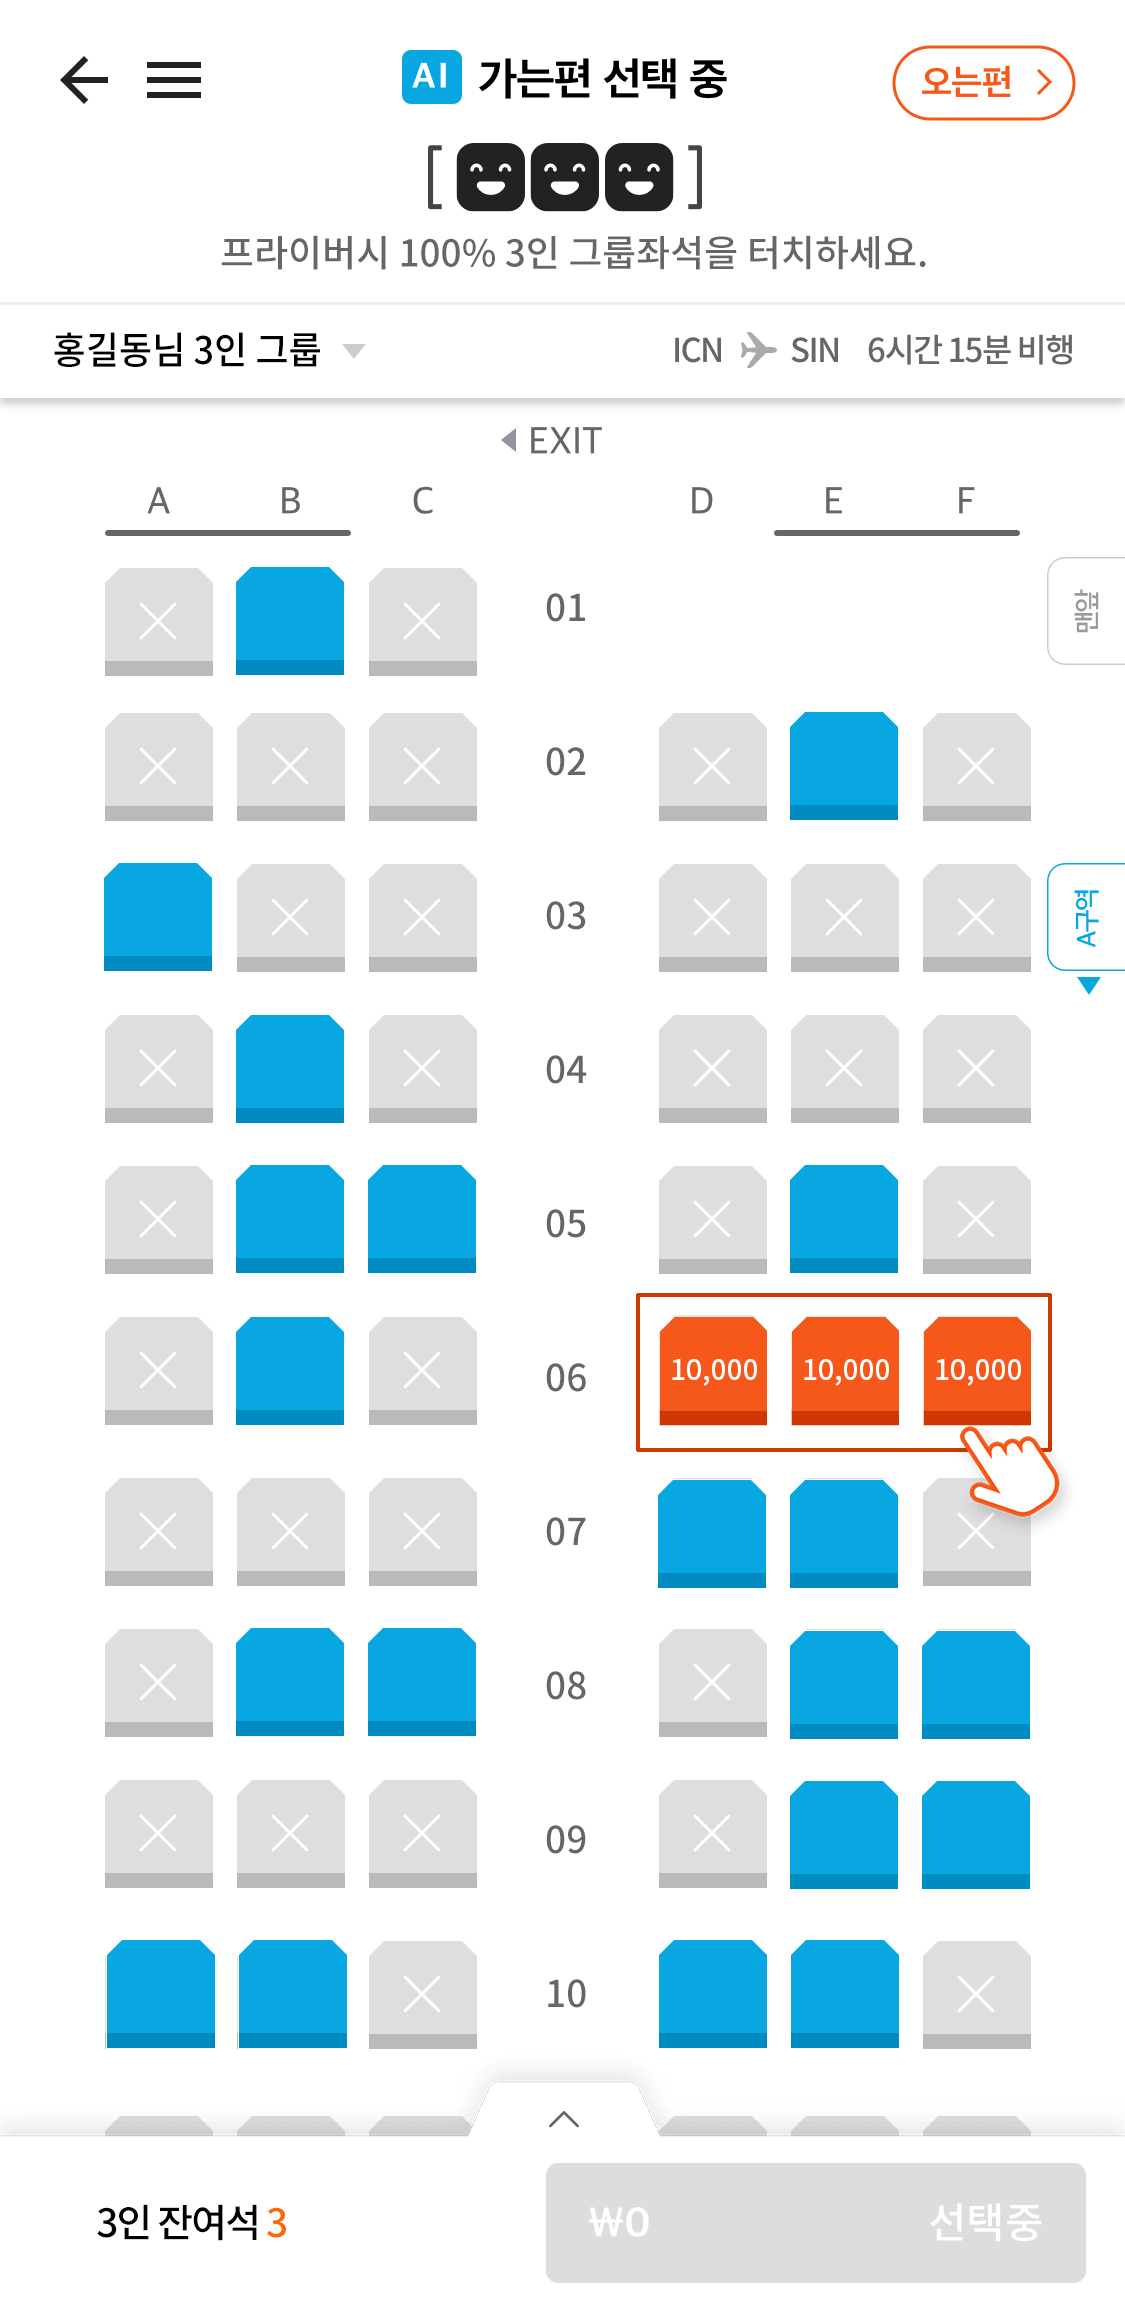 AI 가는편 선택 중
오는편
[ ]
프라이버시 100% 3인 그룹좌석을 터치하세요.
홍길동님 3인 그룹
ICN SIN 6시간 15분 비행
EXIT
A B C D E F
01
맨앞
02
03
A구역
04
05
06 10,000 10,000 10,000
07
08
09
10
3인 잔여석 3
₩0 선택중